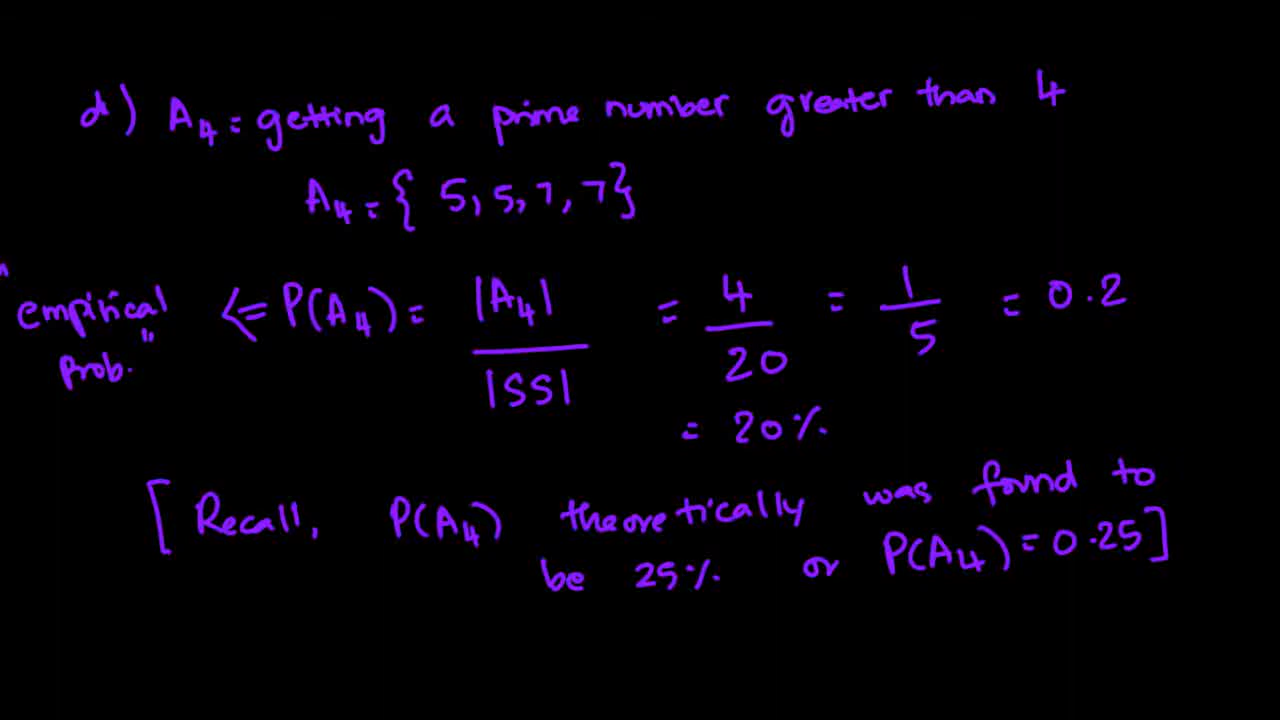 d) A₄ = getting a prime number greater than 4
A₄ = { 5, 5, 7, 7}
"empirical prob." <= P(A₄) = |A₄| / |SS| = 4/20 = 1/5 = 0.2
= 20%
[Recall, P(A₄) theoretically was found to
be 25% or P(A₄) = 0.25]